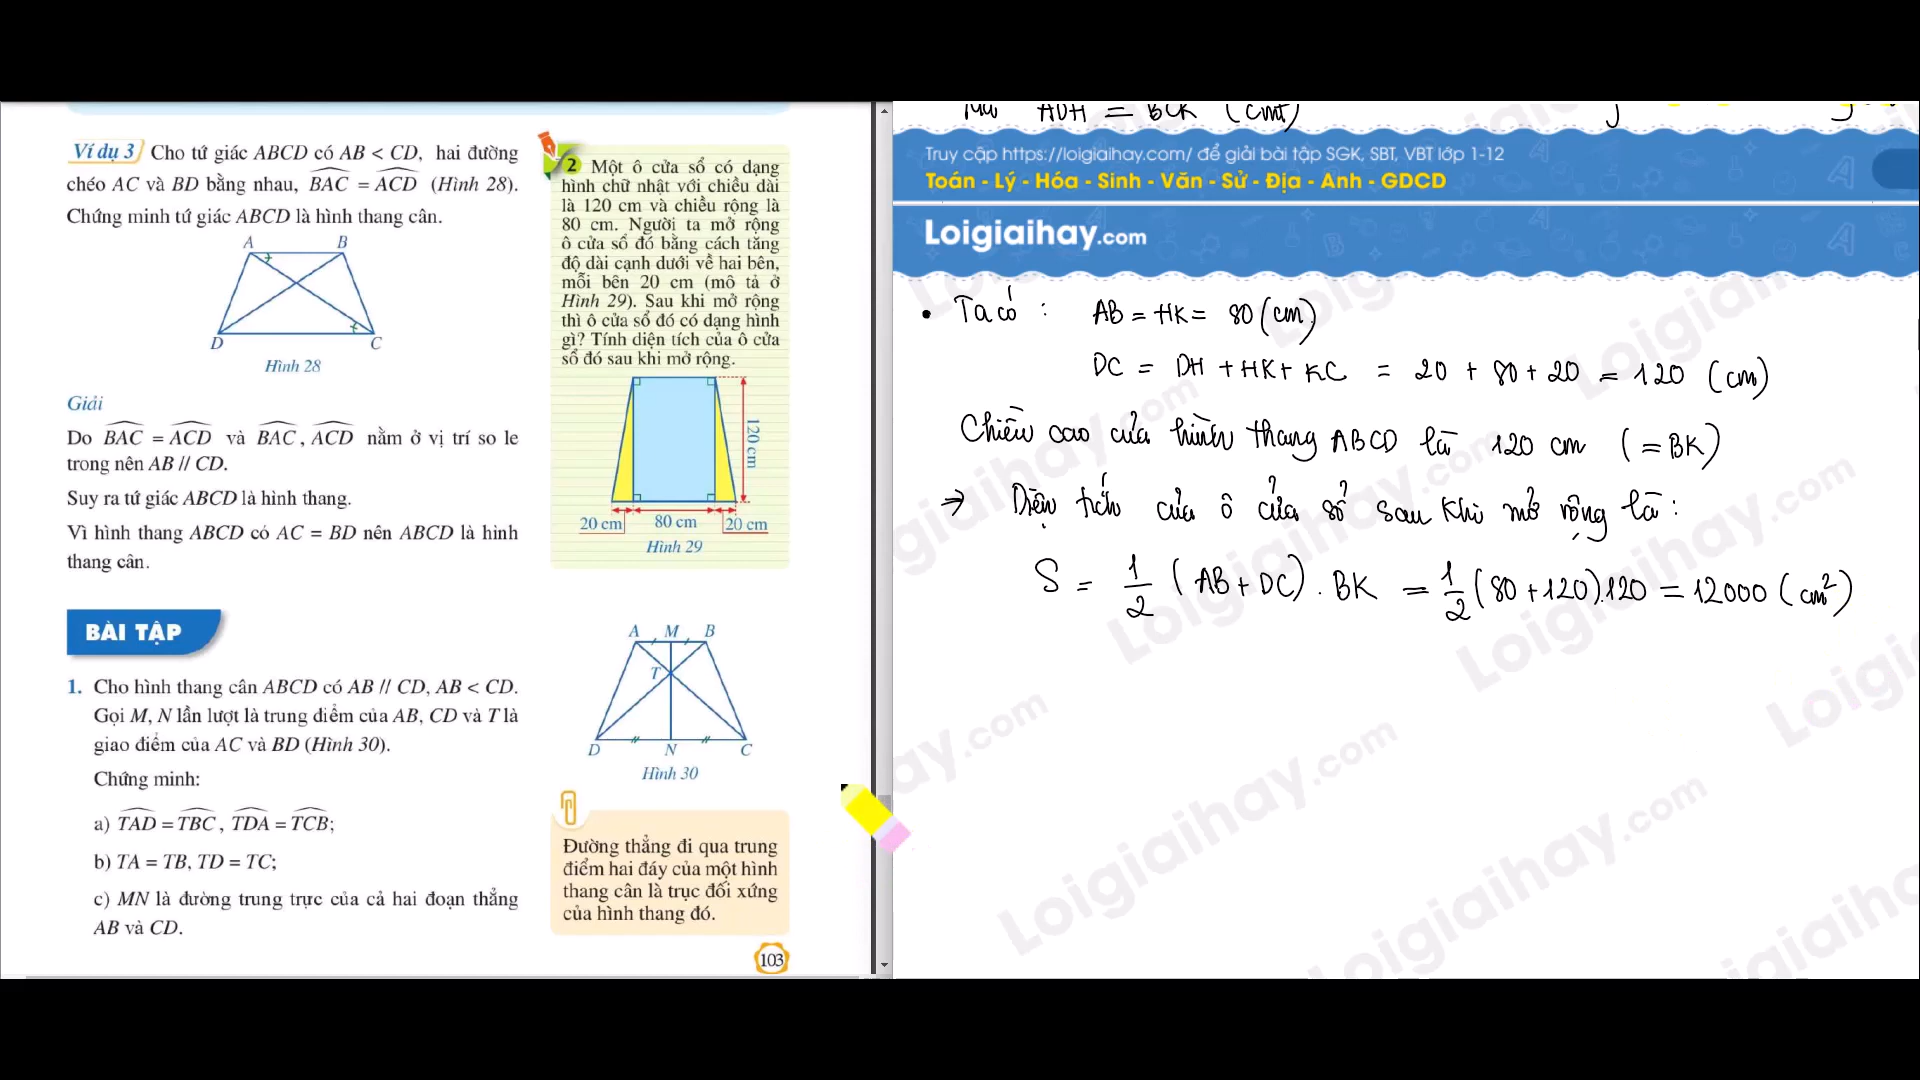 Ví dụ 3 Cho tứ giác ABCD có AB < CD, hai đường
chéo AC và BD bằng nhau, BAC = ACD (Hình 28).
Chứng minh tứ giác ABCD là hình thang cân.
A B
D C
Hình 28
Giải
Do BAC = ACD và BAC, ACD nằm ở vị trí so le
trong nên AB // CD.
Suy ra tứ giác ABCD là hình thang.
Vì hình thang ABCD có AC = BD nên ABCD là hình
thang cân.
2 Một ô cửa sổ có dạng
hình chữ nhật với chiều dài
là 120 cm và chiều rộng là
80 cm. Người ta mở rộng
ô cửa sổ đó bằng cách tăng
độ dài cạnh dưới về hai bên,
mỗi bên 20 cm (mô tả ở
Hình 29). Sau khi mở rộng
thì ô cửa sổ đó có dạng hình
gì? Tính diện tích của ô cửa
sổ đó sau khi mở rộng.
120 cm
20 cm 80 cm 20 cm
Hình 29
BÀI TẬP
1. Cho hình thang cân ABCD có AB // CD, AB < CD.
Gọi M, N lần lượt là trung điểm của AB, CD và T là
giao điểm của AC và BD (Hình 30).
Chứng minh:
a) TAD = TBC, TDA = TCB;
b) TA = TB, TD = TC;
c) MN là đường trung trực của cả hai đoạn thẳng
AB và CD.
A M B
T
D N C
Hình 30
Đường thẳng đi qua trung
điểm hai đáy của một hình
thang cân là trục đối xứng
của hình thang đó.
103
ADH = BCK (cmt)
Truy cập https://loigiaihay.com/ để giải bài tập SGK, SBT, VBT lớp 1-12
Toán - Lý - Hóa - Sinh - Văn - Sử - Địa - Anh - GDCD
Loigiaihay.com
• Ta có : AB = HK = 80 (cm)
DC = DH + HK + KC = 20 + 80 + 20 = 120 (cm)
Chiều cao của hình thang ABCD là 120 cm (= BK)
→ Diện tích của ô cửa sổ sau khi mở rộng là :
S = 1/2 (AB + DC) . BK = 1/2 (80 + 120).120 = 12000 (cm²)
Loigiaihay.com
Loigiaihay.com
Loigiaihay.com
Loigiaihay.com
Loigiaihay.com